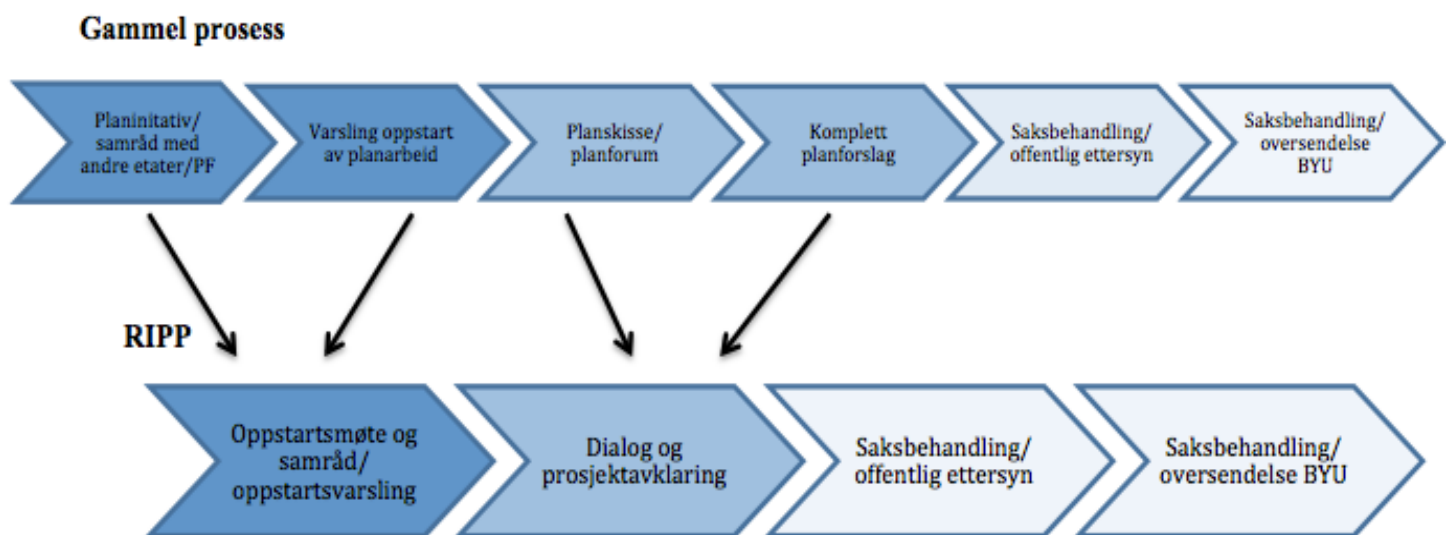 Gammel prosess
Planinitativ/
samråd med
andre etater/PF
Varsling oppstart
av planarbeid
Planskisse/
planforum
Komplett
planforslag
Saksbehandling/
offentlig ettersyn
Saksbehandling/
oversendelse
BYU
RIPP
Oppstartsmøte og
samråd/
oppstartsvarsling
Dialog og
prosjektavklaring
Saksbehandling/
offentlig ettersyn
Saksbehandling/
oversendelse BYU